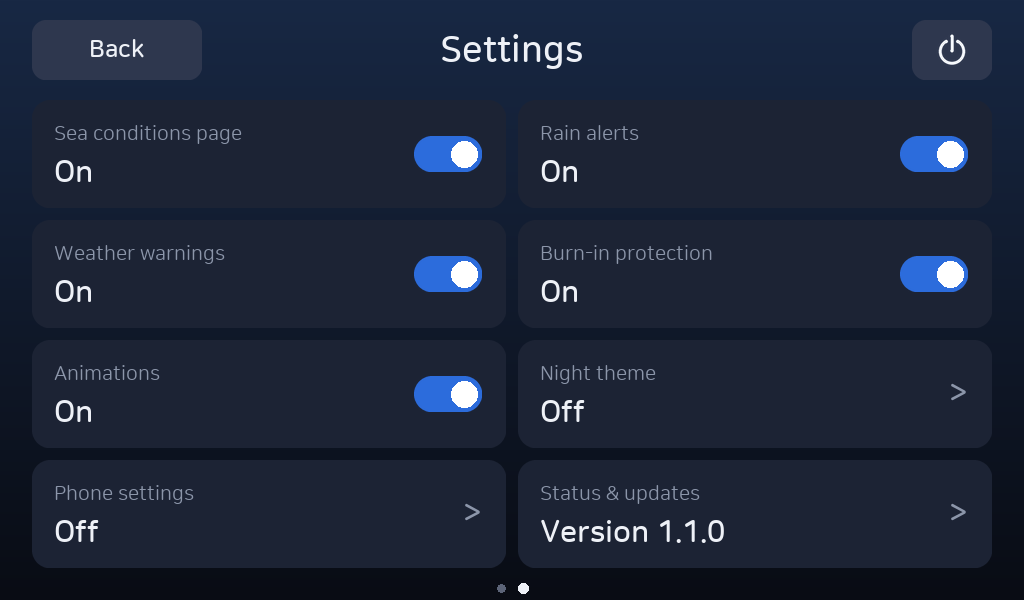 Back
Settings
Sea conditions page
On
Rain alerts
On
Weather warnings
On
Burn-in protection
On
Animations
On
Night theme
Off
>
Phone settings
Off
>
Status & updates
Version 1.1.0
>